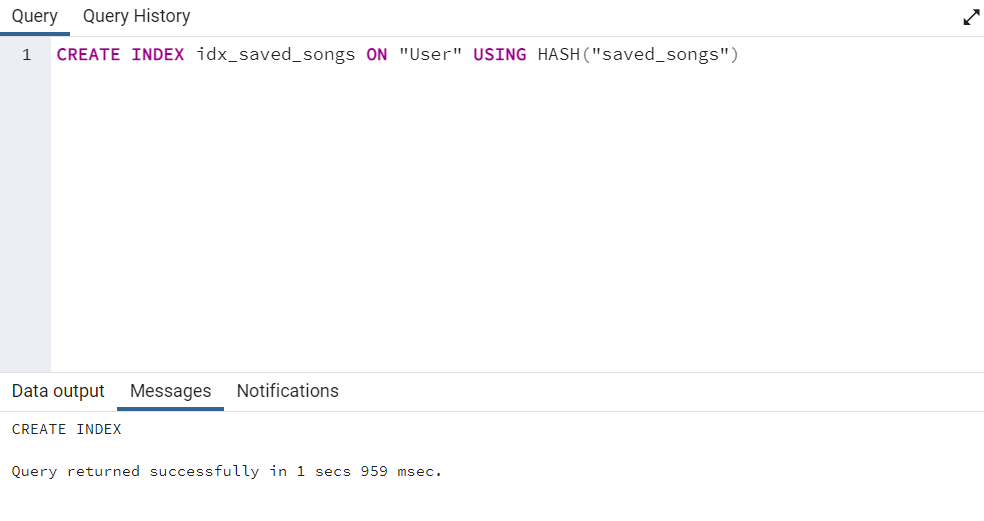 Query Query History
1 CREATE INDEX idx_saved_songs ON "User" USING HASH("saved_songs")
Data output Messages Notifications
CREATE INDEX
Query returned successfully in 1 secs 959 msec.